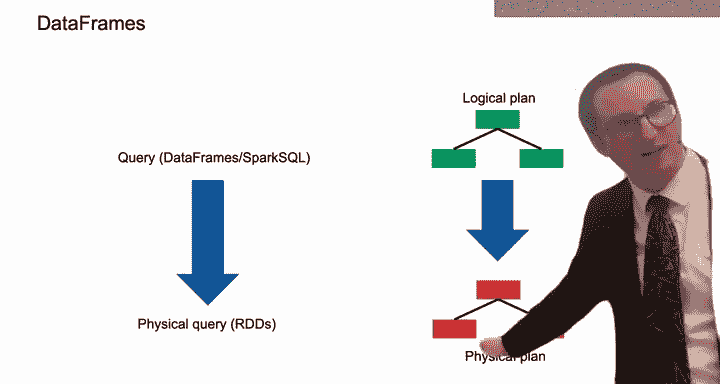 DataFrames
Logical plan
Query (DataFrames/SparkSQL)
Physical query (RDDs)
Physical plan